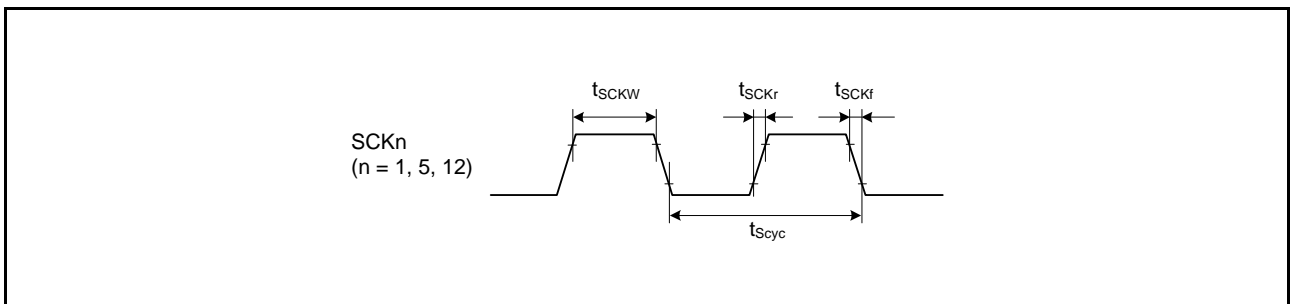 tSCKW
tSCKr
tSCKf
SCKn
(n = 1, 5, 12)
tScyc